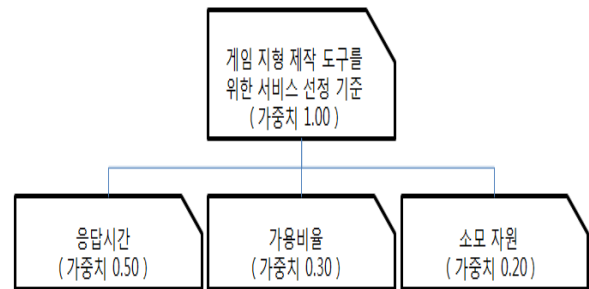 게임 지형 제작 도구를
위한 서비스 선정 기준
( 가중치 1.00 )
응답시간
( 가중치 0.50 )
가용비율
( 가중치 0.30 )
소모 자원
( 가중치 0.20 )